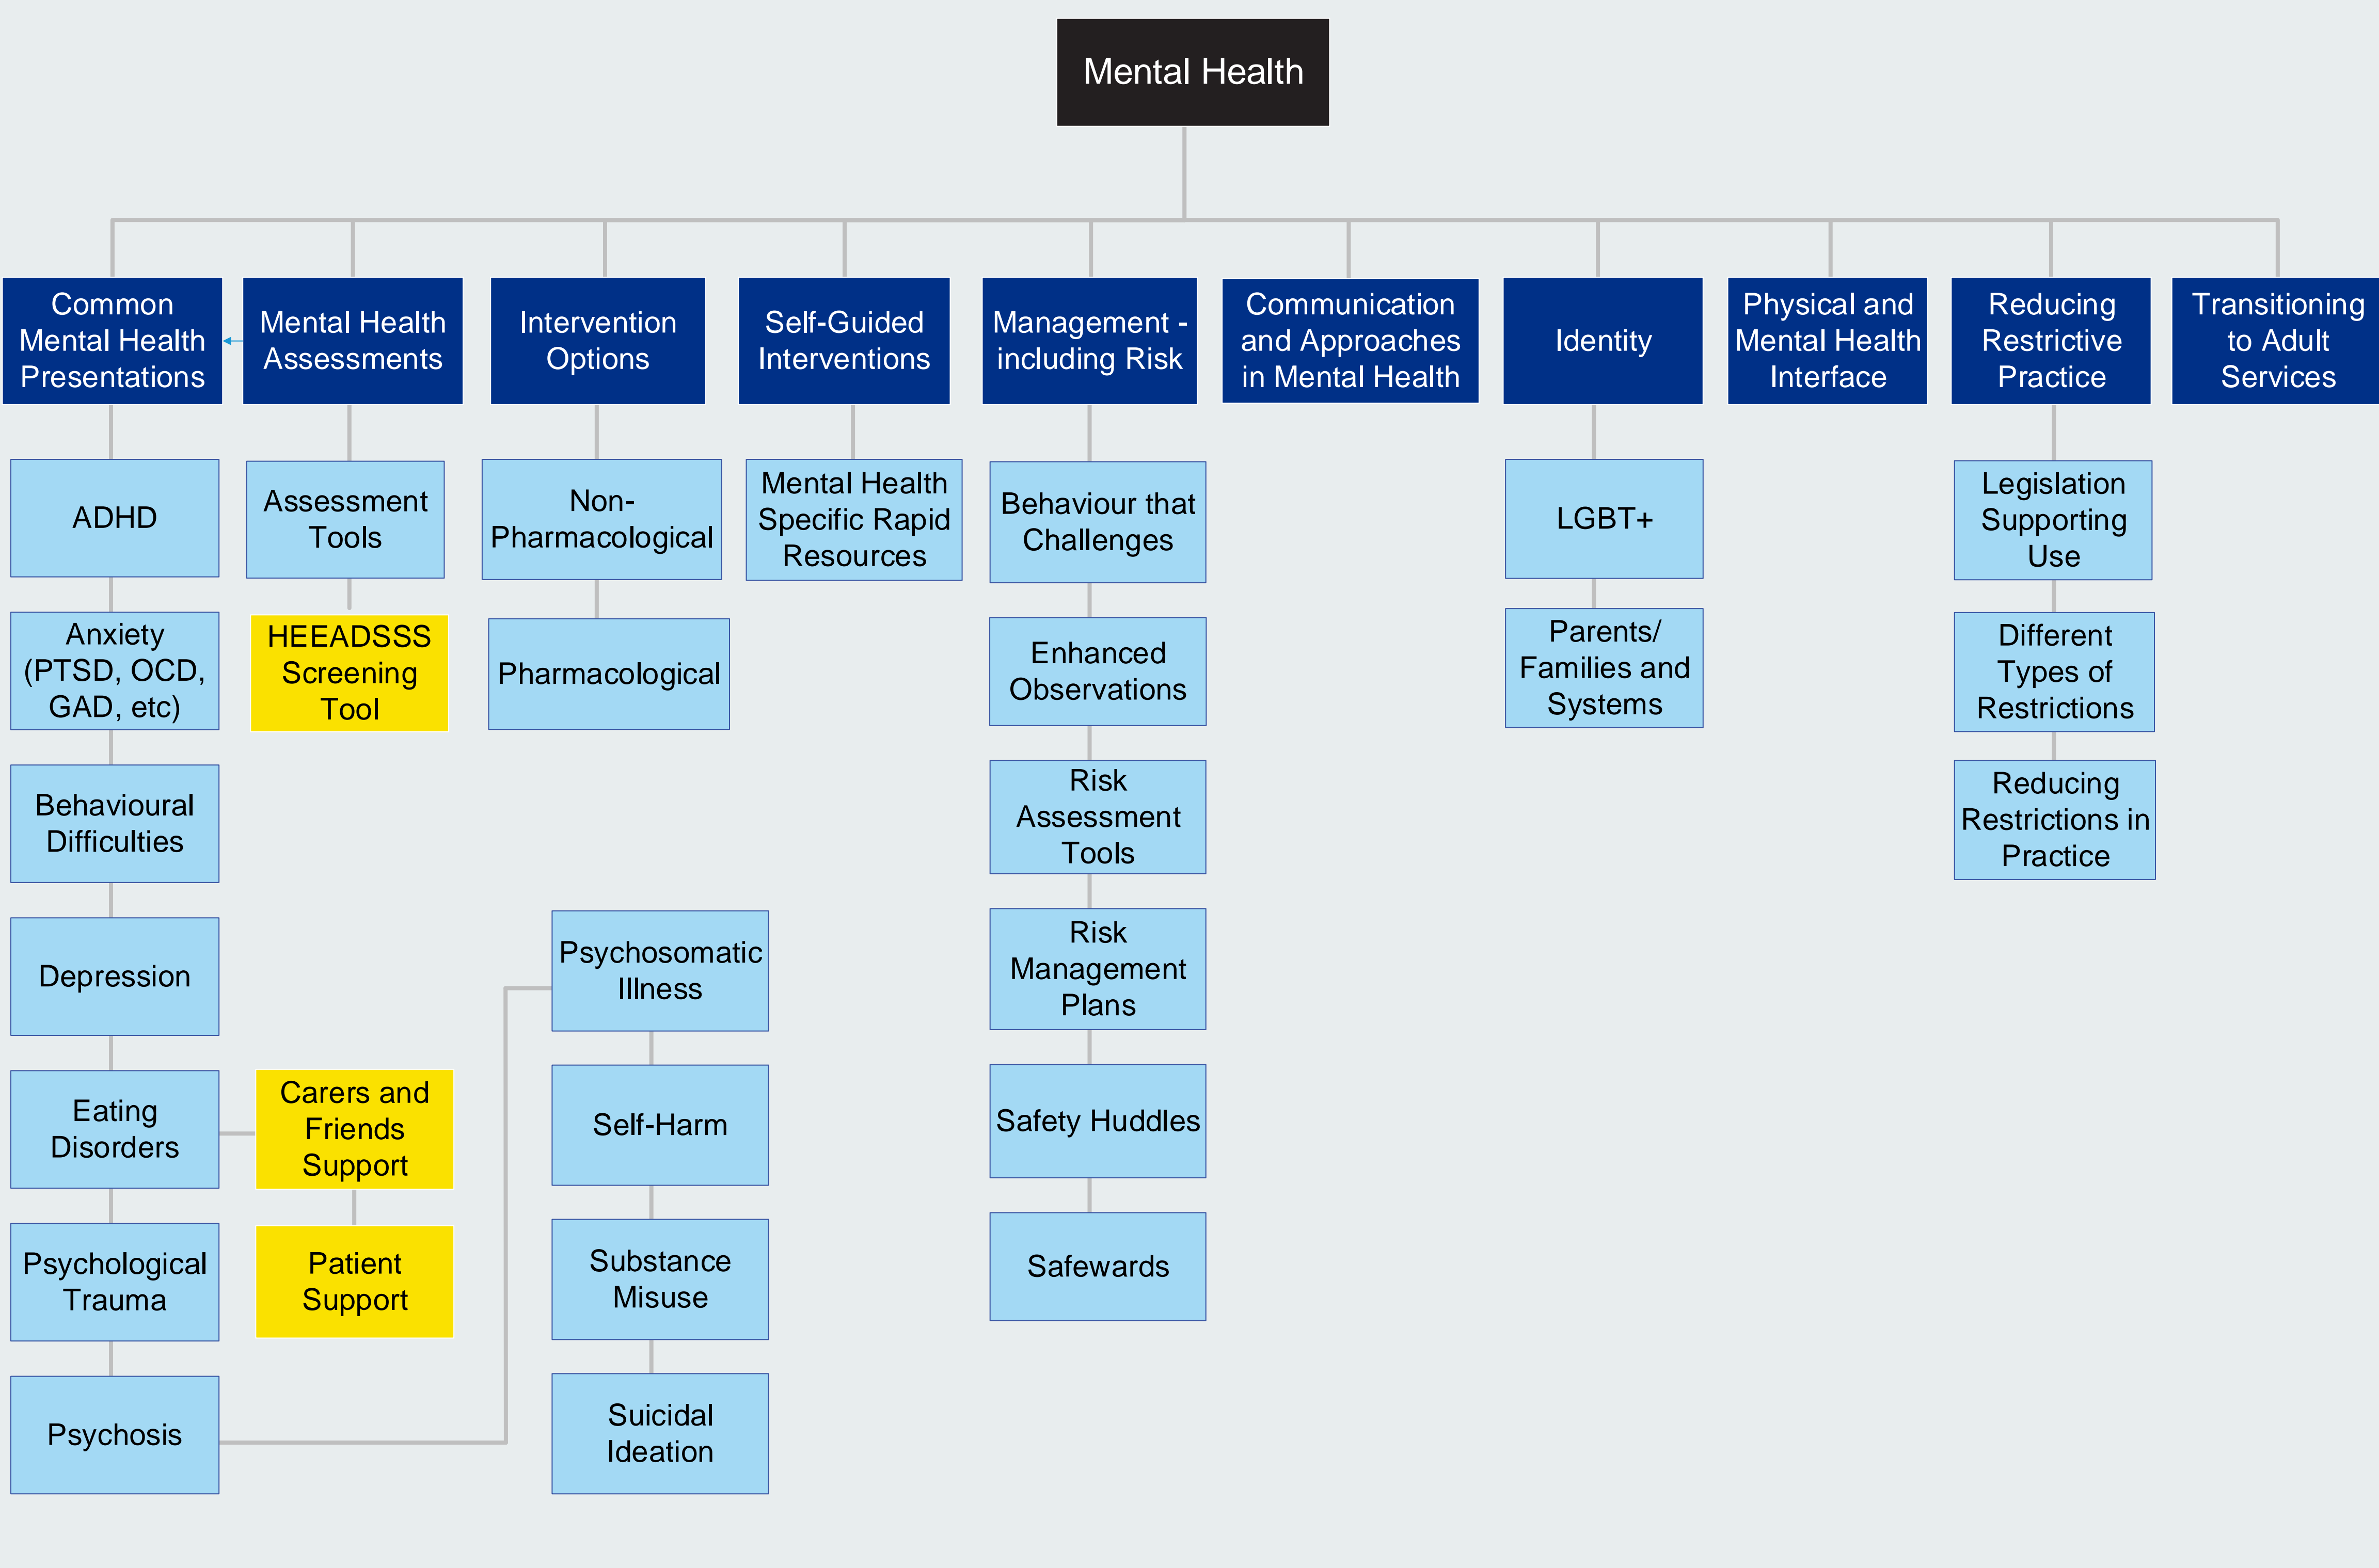 Mental Health
Common
Mental Health
Presentations
Mental Health
Assessments
Intervention
Options
Self-Guided
Interventions
Management -
including Risk
Communication
and Approaches
in Mental Health
Identity
Physical and
Mental Health
Interface
Reducing
Restrictive
Practice
Transitioning
to Adult
Services
ADHD
Anxiety
(PTSD, OCD,
GAD, etc)
Behavioural
Difficulties
Depression
Eating
Disorders
Psychological
Trauma
Psychosis
Carers and
Friends
Support
Patient
Support
Psychosomatic
Illness
Self-Harm
Substance
Misuse
Suicidal
Ideation
Assessment
Tools
HEEADSSS
Screening
Tool
Non-
Pharmacological
Pharmacological
Mental Health
Specific Rapid
Resources
Behaviour that
Challenges
Enhanced
Observations
Risk
Assessment
Tools
Risk
Management
Plans
Safety Huddles
Safewards
LGBT+
Parents/
Families and
Systems
Legislation
Supporting
Use
Different
Types of
Restrictions
Reducing
Restrictions in
Practice